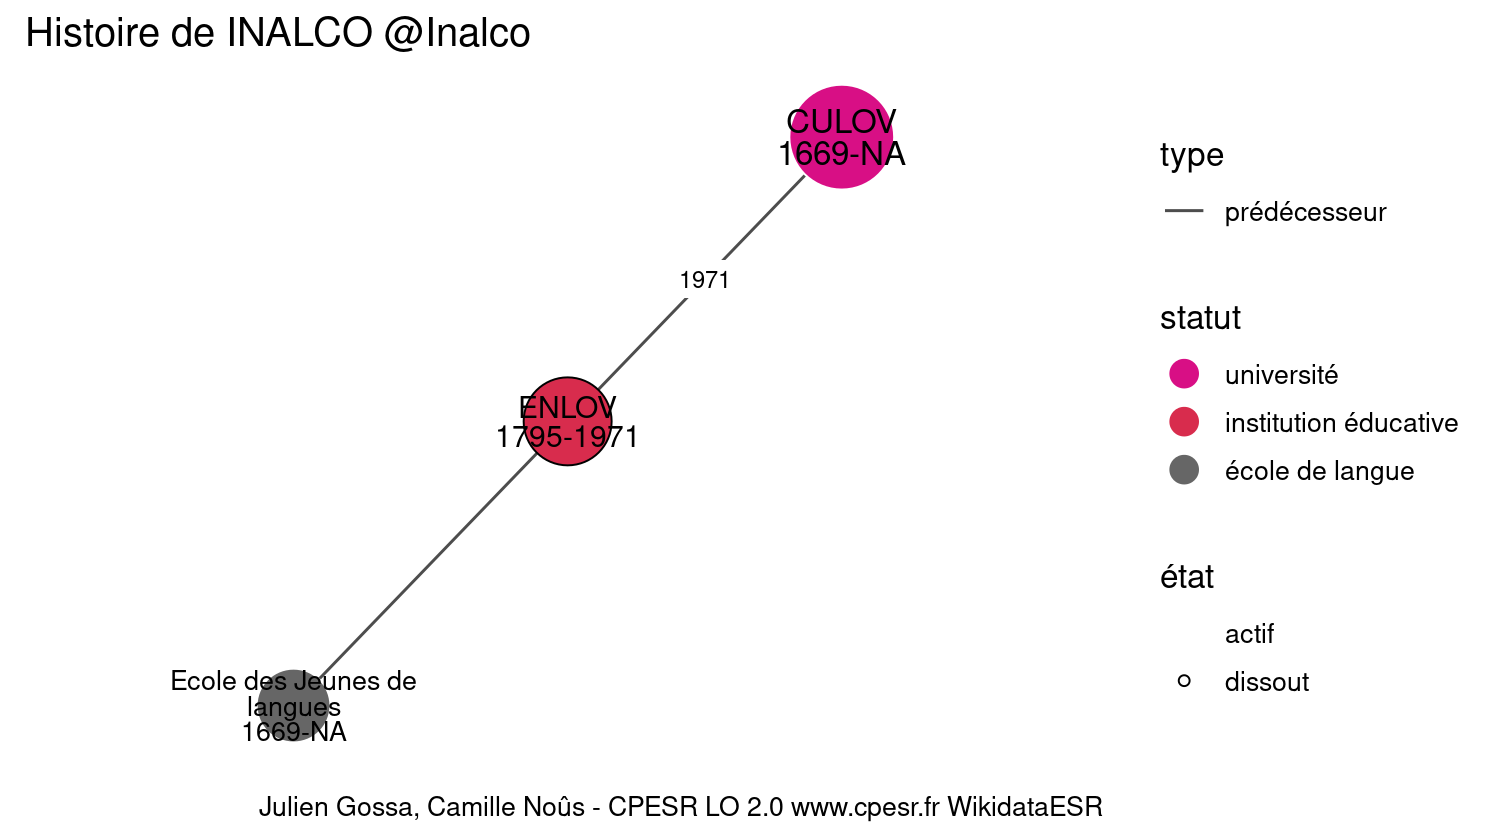 Histoire de INALCO @Inalco
CULOV
1669-NA
1971
ENLOV
1795-1971
Ecole des Jeunes de
langues
1669-NA
type
prédécesseur
statut
université
institution éducative
école de langue
état
actif
dissout
Julien Gossa, Camille Noûs - CPESR LO 2.0 www.cpesr.fr WikidataESR